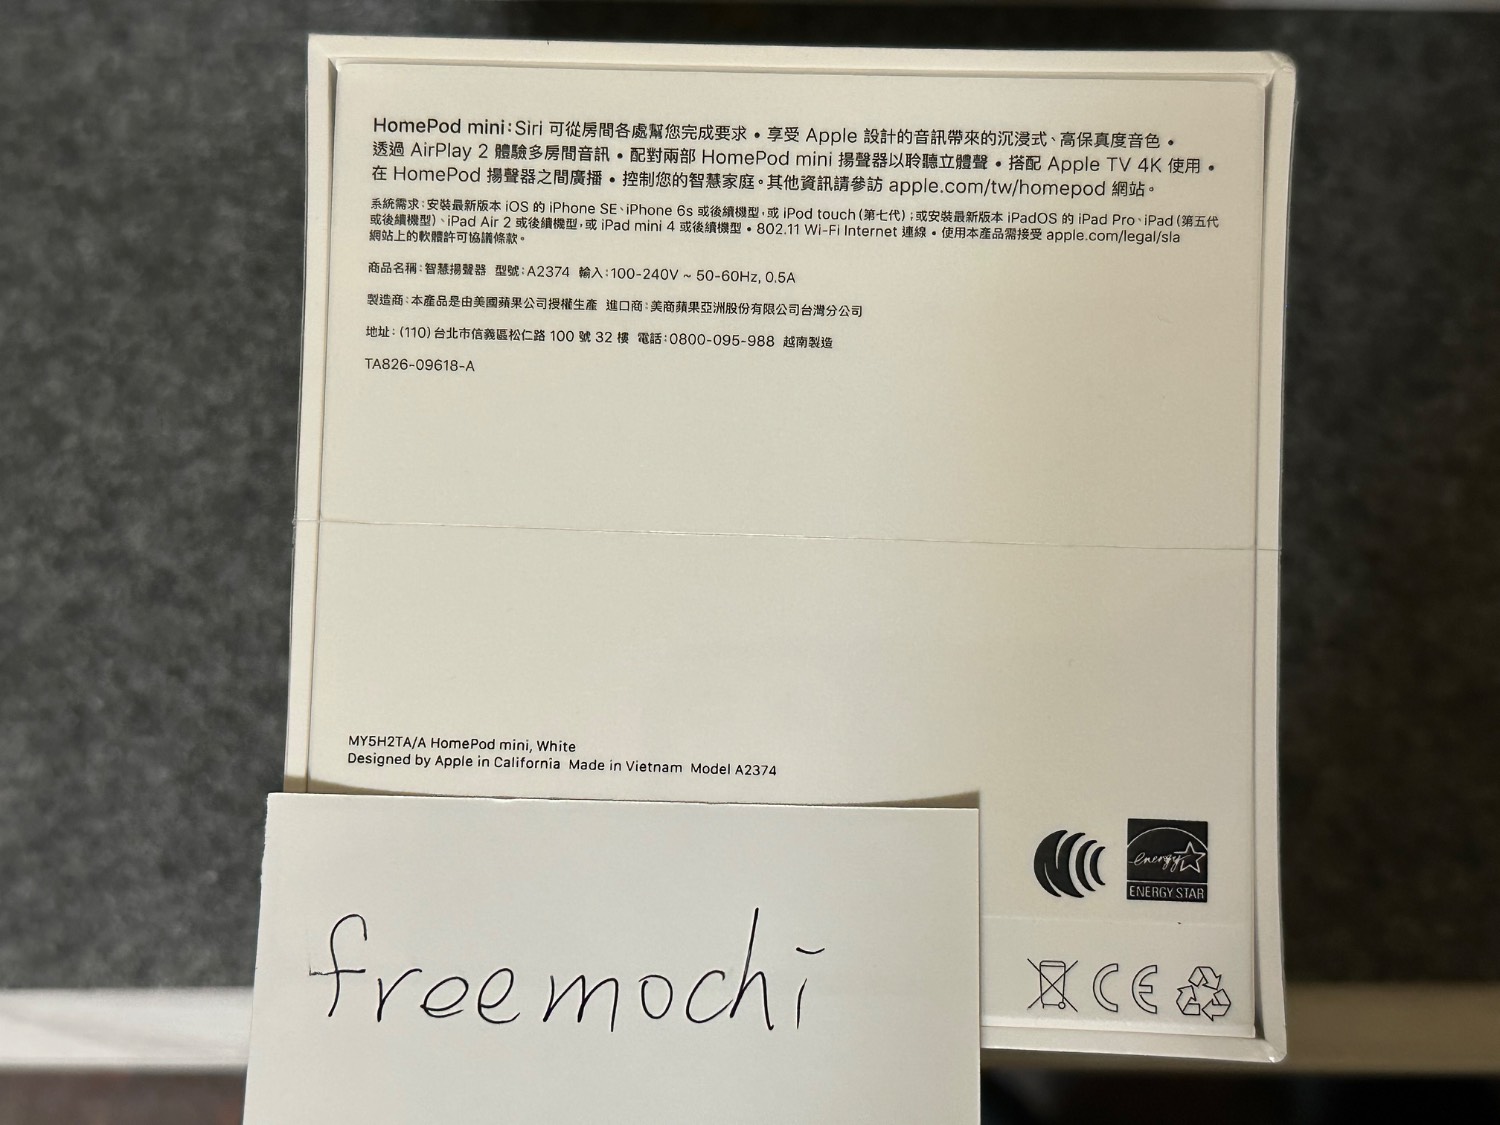 HomePod mini：Siri 可從房間各處幫您完成要求 • 享受 Apple 設計的音訊帶來的沉浸式、高保真度音色 •
透過 AirPlay 2 體驗多房間音訊 • 配對兩部 HomePod mini 揚聲器以聆聽立體聲 • 搭配 Apple TV 4K 使用 •
在 HomePod 揚聲器之間廣播 • 控制您的智慧家庭。其他資訊請參訪 apple.com/tw/homepod 網站。
系統需求：安裝最新版本 iOS 的 iPhone SE、iPhone 6s 或後續機型，或 iPod touch（第七代）；或安裝最新版本 iPadOS 的 iPad Pro、iPad（第五代
或後續機型）、iPad Air 2 或後續機型，或 iPad mini 4 或後續機型 • 802.11 Wi-Fi Internet 連線 • 使用本產品需接受 apple.com/legal/sla
網站上的軟體許可協議條款。
商品名稱：智慧揚聲器 型號：A2374 輸入：100-240V ~ 50-60Hz, 0.5A
製造商：本產品是由美國蘋果公司授權生產 進口商：美商蘋果亞洲股份有限公司台灣分公司
地址：(110) 台北市信義區松仁路 100 號 32 樓 電話：0800-095-988 越南製造
TA826-09618-A
MY5H2TA/A HomePod mini, White
Designed by Apple in California Made in Vietnam Model A2374
energy
ENERGY STAR
CE
freemochi